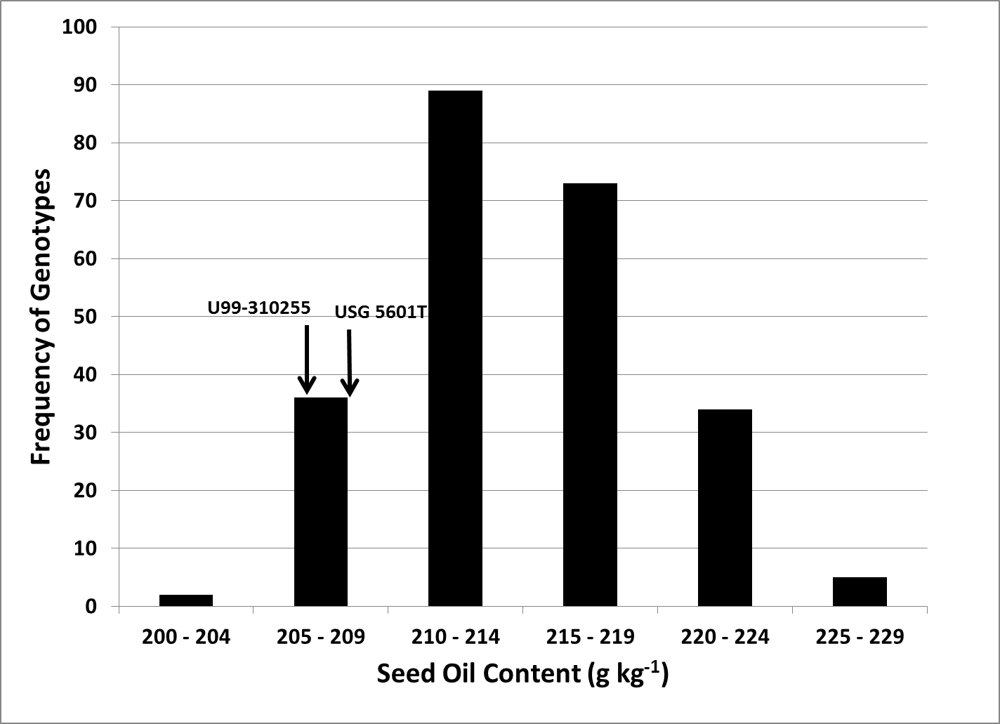 100
90
80
70
60
50
40
30
20
10
0
Frequency of Genotypes
U99-310255
USG 5601T
200 - 204 205 - 209 210 - 214 215 - 219 220 - 224 225 - 229
Seed Oil Content (g kg⁻¹)